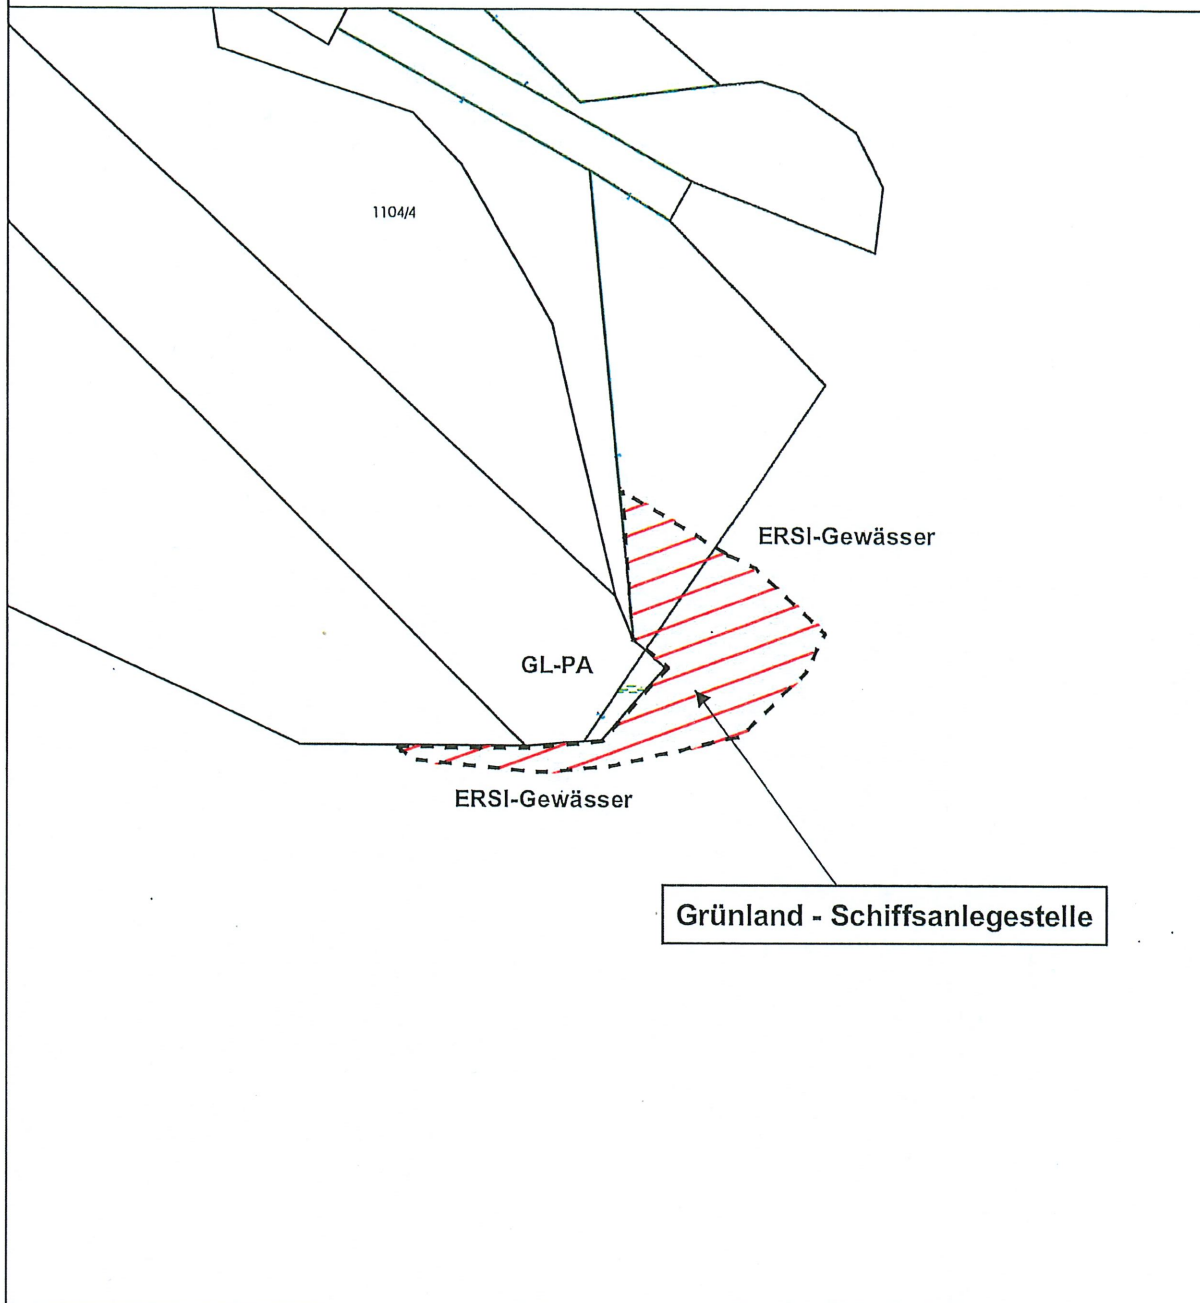 1104/4
ERSI-Gewässer
GL-PA
ERSI-Gewässer
Grünland - Schiffsanlegestelle